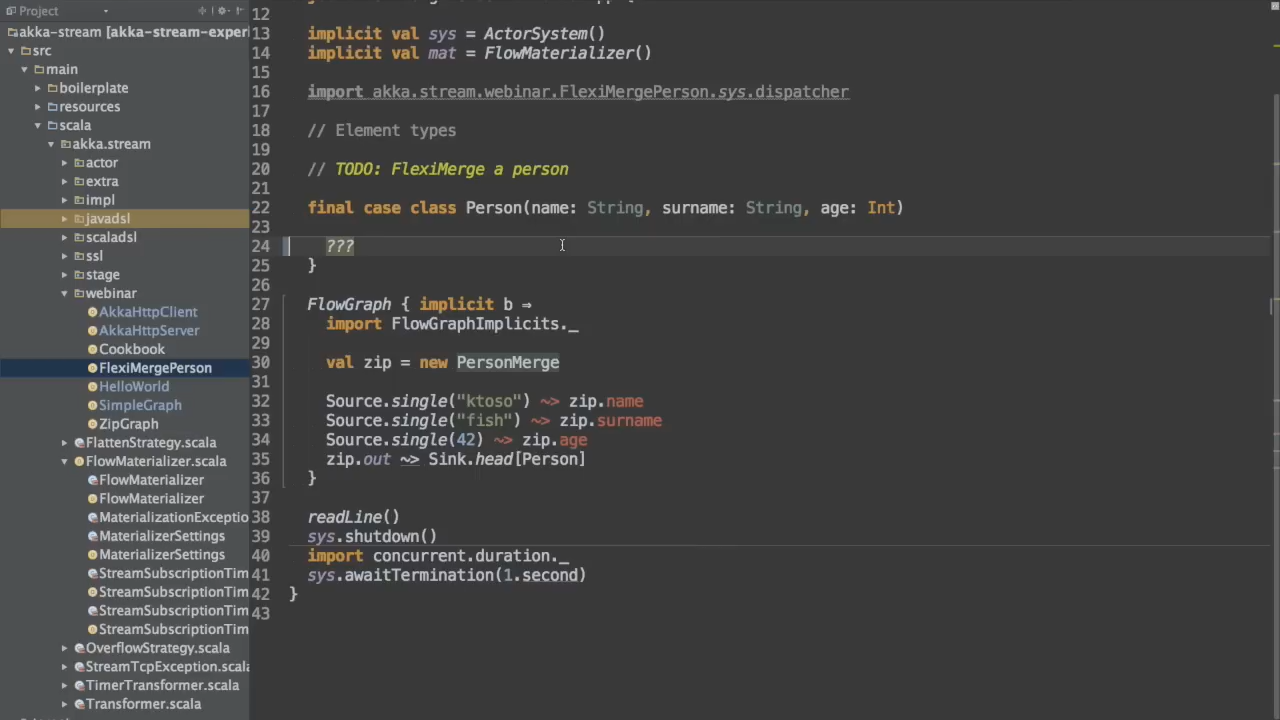 Project
akka-stream [akka-stream-experi
src
main
boilerplate
resources
scala
akka.stream
actor
extra
impl
javadsl
scaladsl
ssl
stage
webinar
AkkaHttpClient
AkkaHttpServer
Cookbook
FlexiMergePerson
HelloWorld
SimpleGraph
ZipGraph
FlattenStrategy.scala
FlowMaterializer.scala
FlowMaterializer
FlowMaterializer
MaterializationExceptio
MaterializerSettings
MaterializerSettings
StreamSubscriptionTim
StreamSubscriptionTim
StreamSubscriptionTim
StreamSubscriptionTim
OverflowStrategy.scala
StreamTcpException.scala
TimerTransformer.scala
Transformer.scala
12
13 implicit val sys = ActorSystem()
14 implicit val mat = FlowMaterializer()
15
16 import akka.stream.webinar.FlexiMergePerson.sys.dispatcher
17
18 // Element types
19
20 // TODO: FlexiMerge a person
21
22 final case class Person(name: String, surname: String, age: Int)
23
24 ???
25 }
26
27 FlowGraph { implicit b ⇒
28 import FlowGraphImplicits._
29
30 val zip = new PersonMerge
31
32 Source.single("ktoso") ~> zip.name
33 Source.single("fish") ~> zip.surname
34 Source.single(42) ~> zip.age
35 zip.out ~> Sink.head[Person]
36 }
37
38 readLine()
39 sys.shutdown()
40 import concurrent.duration._
41 sys.awaitTermination(1.second)
42 }
43